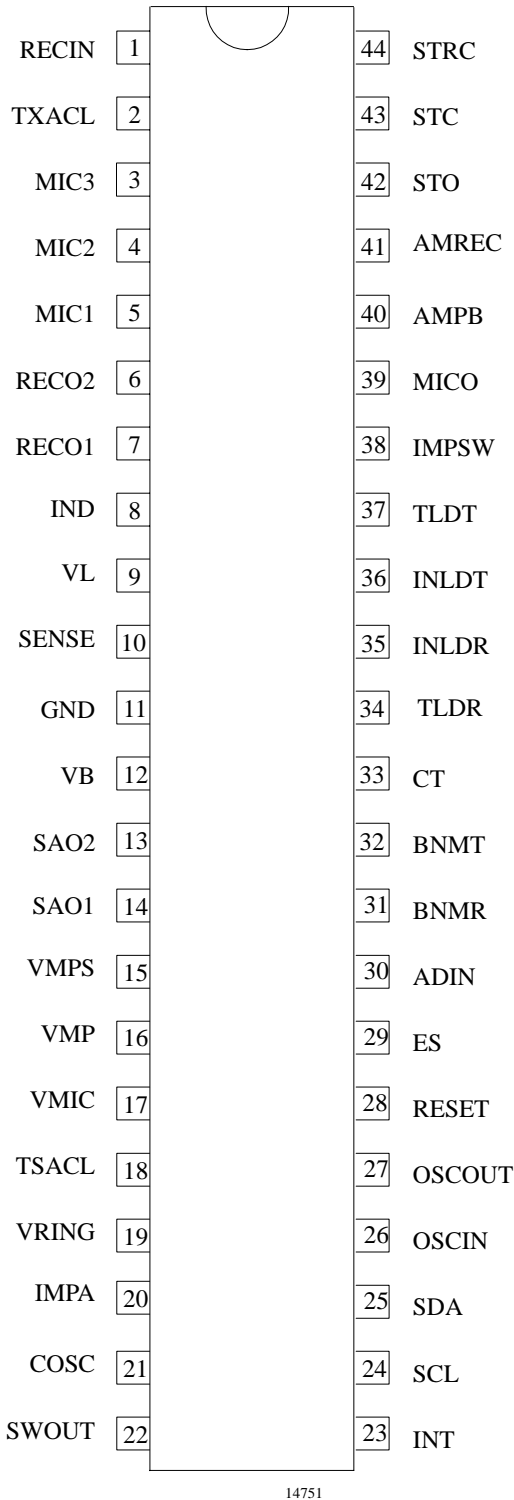 RECIN 1 44 STRC
TXACL 2 43 STC
MIC3 3 42 STO
MIC2 4 41 AMREC
MIC1 5 40 AMPB
RECO2 6 39 MICO
RECO1 7 38 IMPSW
IND 8 37 TLDT
VL 9 36 INLDT
SENSE 10 35 INLDR
GND 11 34 TLDR
VB 12 33 CT
SAO2 13 32 BNMT
SAO1 14 31 BNMR
VMPS 15 30 ADIN
VMP 16 29 ES
VMIC 17 28 RESET
TSACL 18 27 OSCOUT
VRING 19 26 OSCIN
IMPA 20 25 SDA
COSC 21 24 SCL
SWOUT 22 23 INT
14751